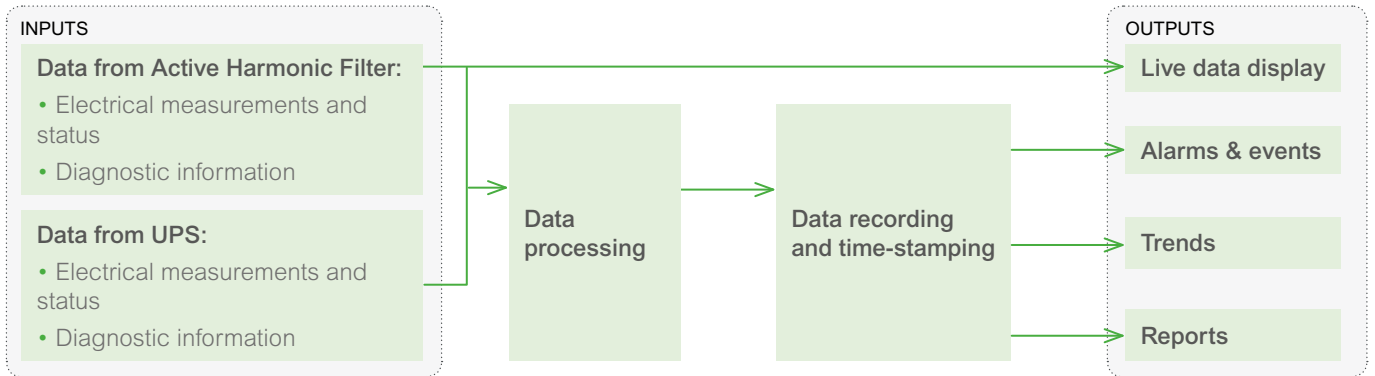 INPUTS
Data from Active Harmonic Filter:
• Electrical measurements and
status
• Diagnostic information
Data from UPS:
• Electrical measurements and
status
• Diagnostic information
Data
processing
Data recording
and time-stamping
OUTPUTS
Live data display
Alarms & events
Trends
Reports